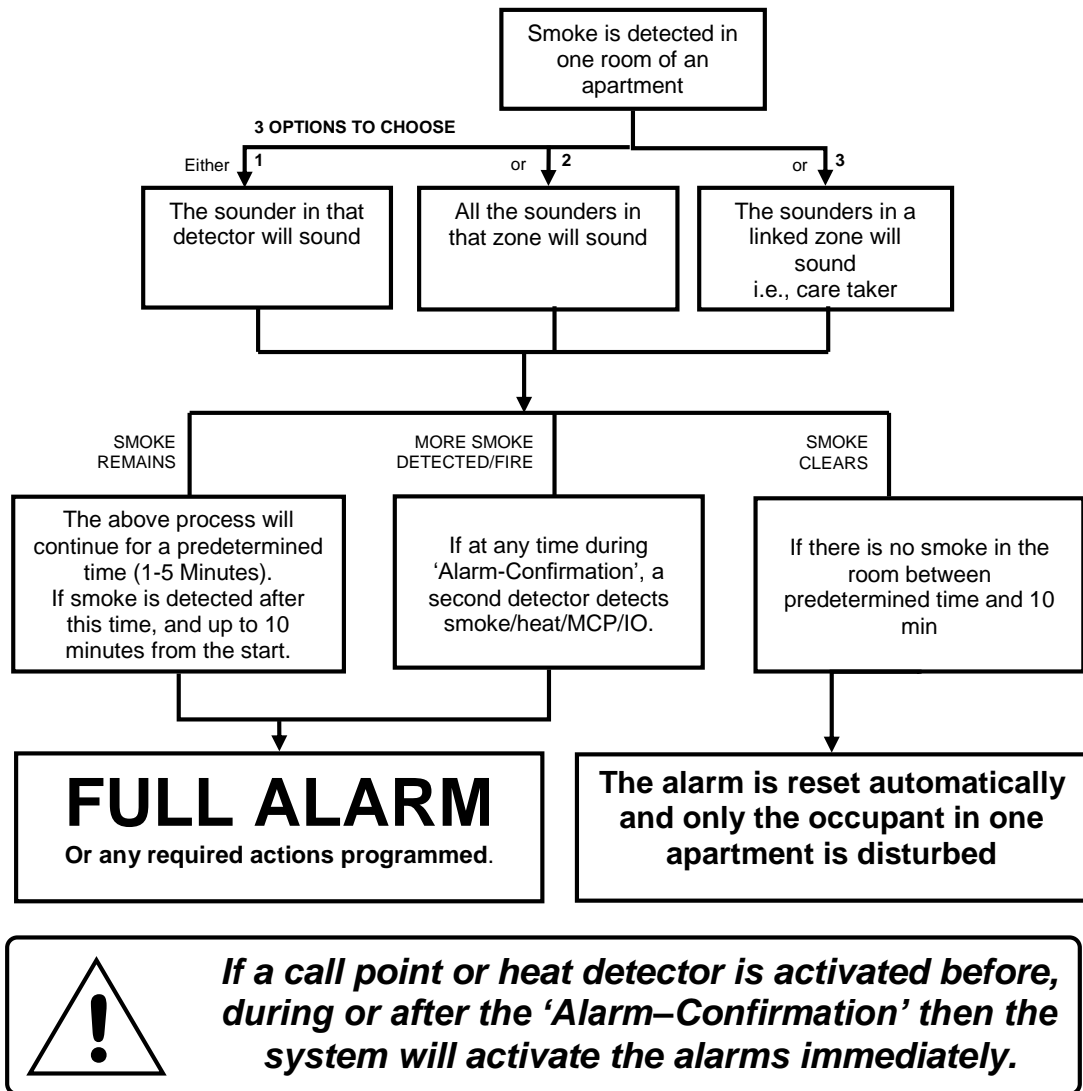 Smoke is detected in
one room of an
apartment
3 OPTIONS TO CHOOSE
Either 1
or 2
or 3
The sounder in that
detector will sound
All the sounders in
that zone will sound
The sounders in a
linked zone will
sound
i.e., care taker
SMOKE
REMAINS
MORE SMOKE
DETECTED/FIRE
SMOKE
CLEARS
The above process will
continue for a predetermined
time (1-5 Minutes).
If smoke is detected after
this time, and up to 10
minutes from the start.
If at any time during
‘Alarm-Confirmation’, a
second detector detects
smoke/heat/MCP/IO.
If there is no smoke in the
room between
predetermined time and 10
min
FULL ALARM
Or any required actions programmed.
The alarm is reset automatically
and only the occupant in one
apartment is disturbed
!
If a call point or heat detector is activated before,
during or after the ‘Alarm–Confirmation’ then the
system will activate the alarms immediately.